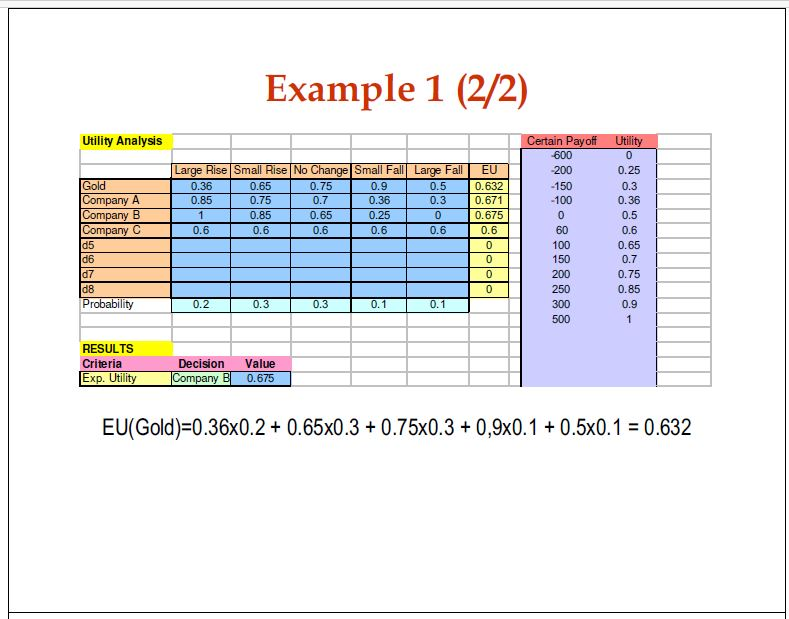 Example 1 (2/2)
Utility Analysis Certain Payoff Utility
-600 0
Large Rise Small Rise No Change Small Fall Large Fall EU -200 0.25
Gold 0.36 0.65 0.75 0.9 0.5 0.632 -150 0.3
Company A 0.85 0.75 0.7 0.36 0.3 0.671 -100 0.36
Company B 1 0.85 0.65 0.25 0 0.675 0 0.5
Company C 0.6 0.6 0.6 0.6 0.6 0.6 60 0.6
d5 0 100 0.65
d6 0 150 0.7
d7 0 200 0.75
d8 0 250 0.85
Probability 0.2 0.3 0.3 0.1 0.1 300 0.9
500 1
RESULTS
Criteria Decision Value
Exp. Utility Company B 0.675
EU(Gold)=0.36x0.2 + 0.65x0.3 + 0.75x0.3 + 0,9x0.1 + 0.5x0.1 = 0.632